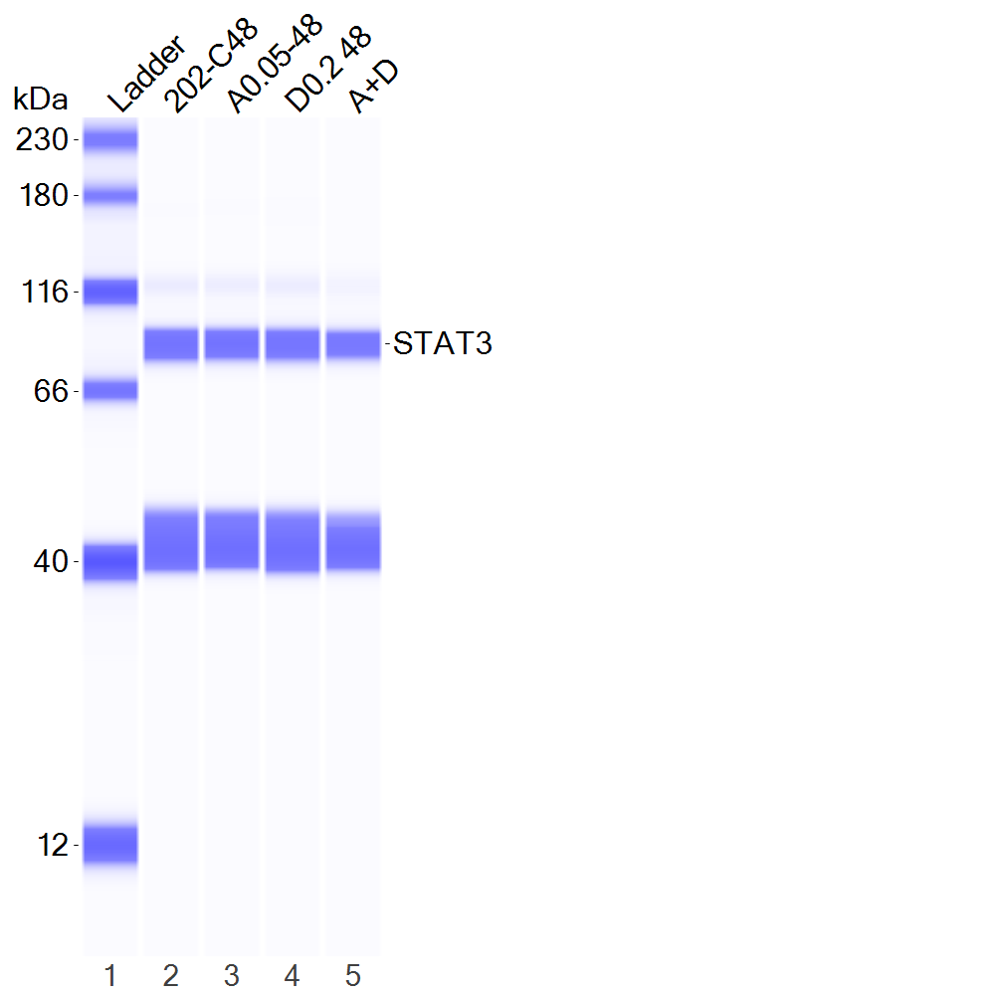 kDa
Ladder
202-C48
A0.05-48
D0.2 48
A+D
230
180
116
STAT3
66
40
12
1 2 3 4 5